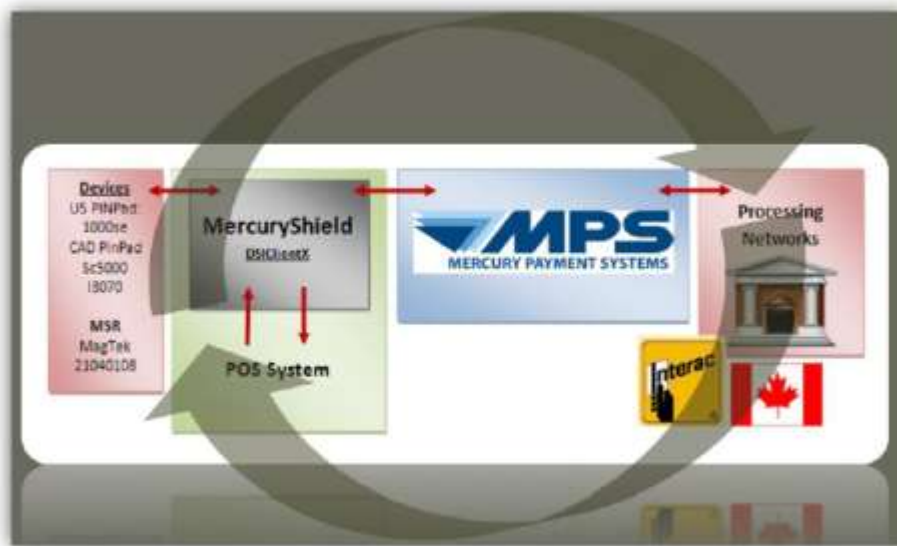 Devices
US PINPad:
1000se
CAD PinPad
Sc5000
I3070
MSR
MagTek
21040108
MercuryShield
DSIClientX
POS System
MPS
MERCURY PAYMENT SYSTEMS
Processing
Networks
Interac